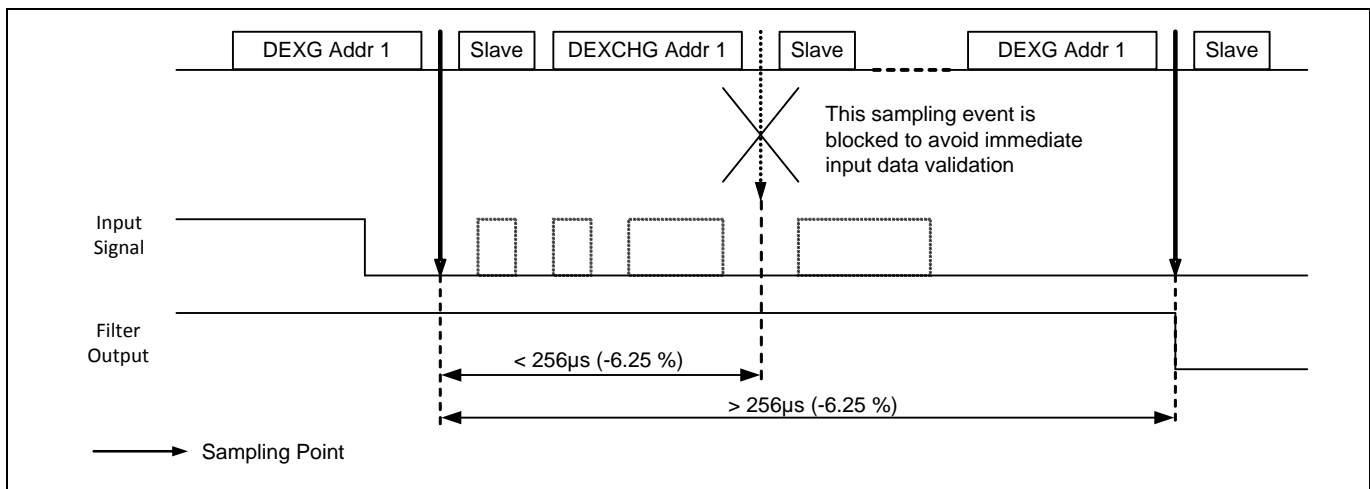 DEXG Addr 1 Slave DEXCHG Addr 1 Slave DEXG Addr 1 Slave
This sampling event is
blocked to avoid immediate
input data validation
Input
Signal
Filter
Output
< 256µs (-6.25 %)
> 256µs (-6.25 %)
Sampling Point